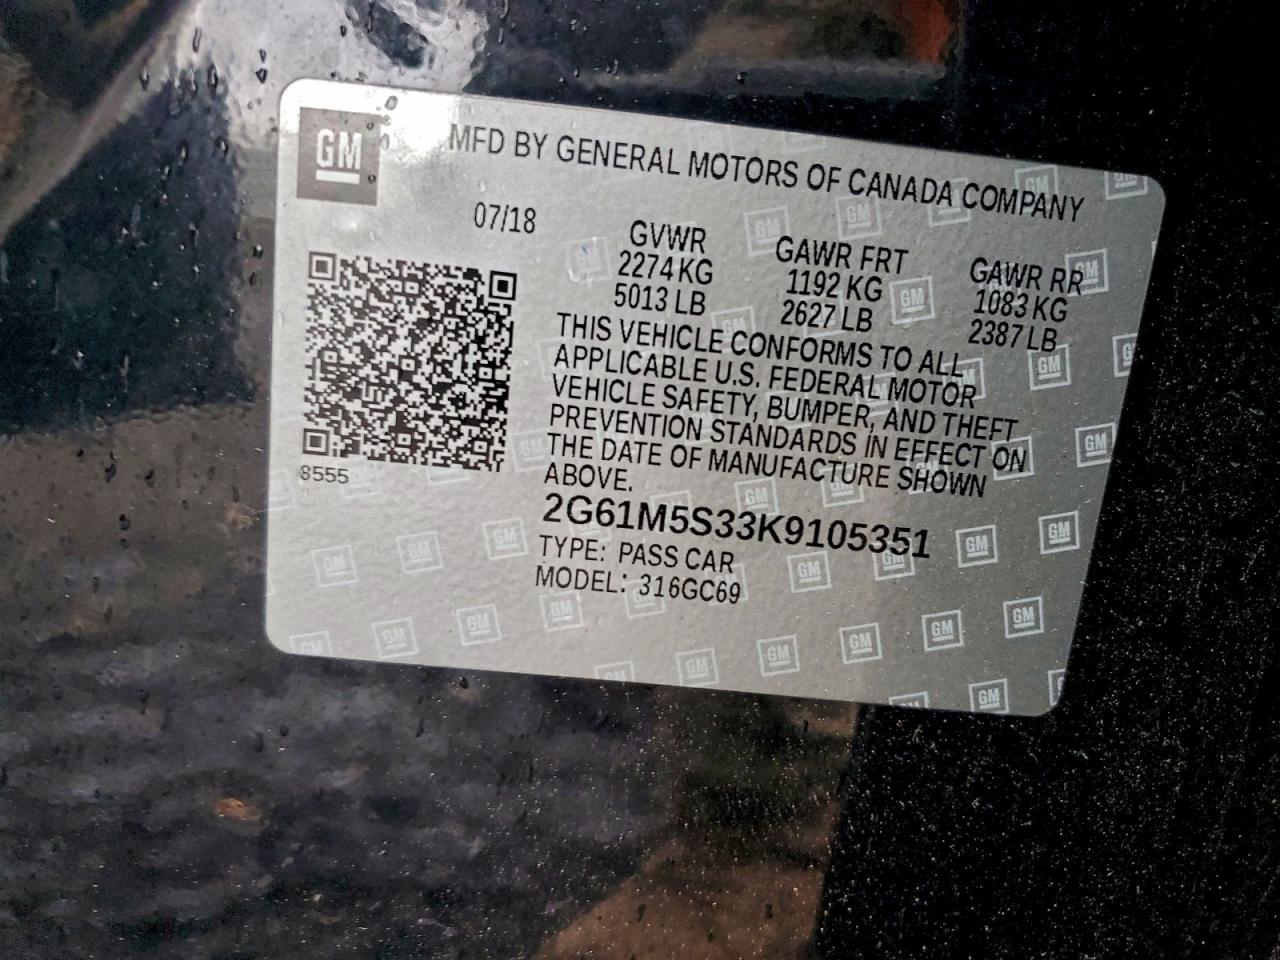 GM
MFD BY GENERAL MOTORS OF CANADA COMPANY
07/18
GVWR GAWR FRT GAWR RR
2274 KG 1192 KG 1083 KG
5013 LB 2627 LB 2387 LB
THIS VEHICLE CONFORMS TO ALL
APPLICABLE U.S. FEDERAL MOTOR
VEHICLE SAFETY, BUMPER, AND THEFT
PREVENTION STANDARDS IN EFFECT ON
THE DATE OF MANUFACTURE SHOWN
ABOVE.
8555
2G61M5S33K9105351
TYPE: PASS CAR
MODEL: 316GC69